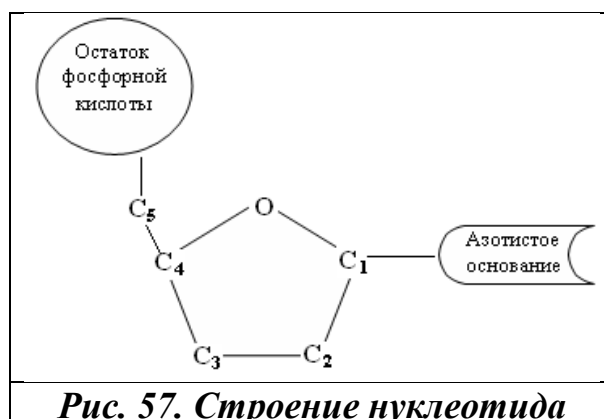 Остаток
фосфорной
кислоты
C₅
O
C₄
C₁
Азотистое
основание
C₃
C₂
Рис. 57. Строение нуклеотида